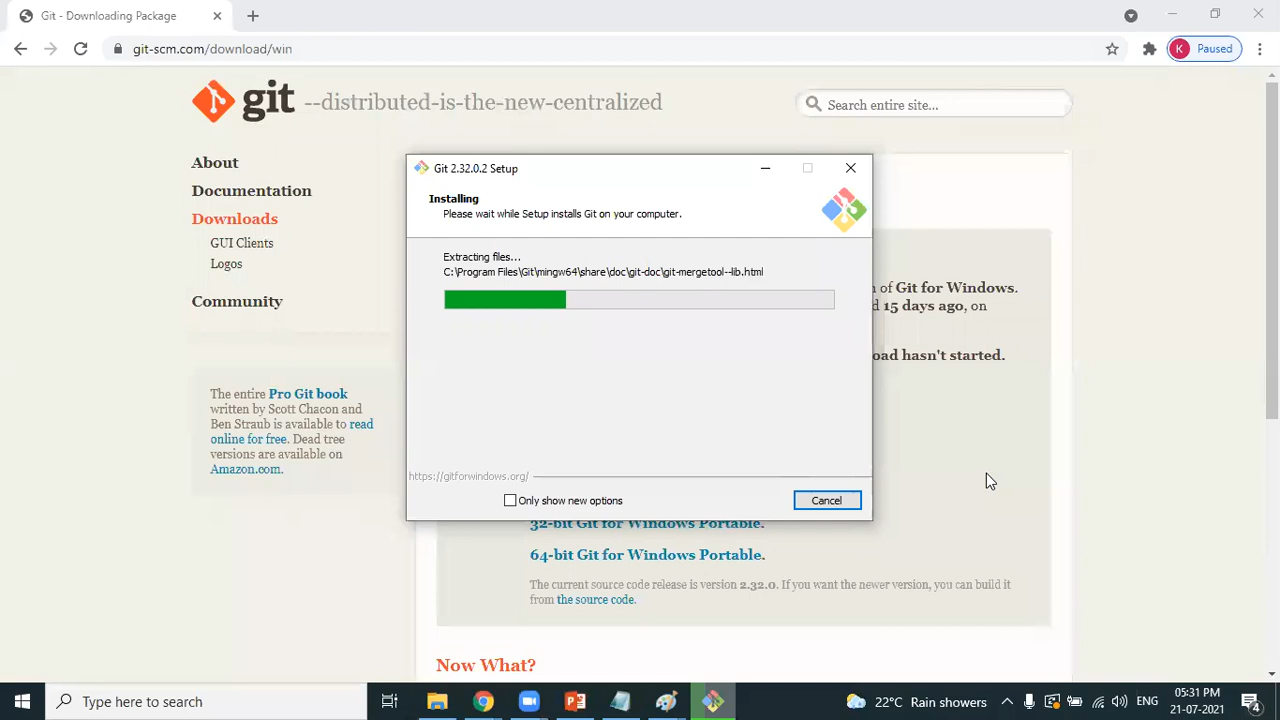 Git - Downloading Package
git-scm.com/download/win
K Paused
git --distributed-is-the-new-centralized
Search entire site...
About
Documentation
Downloads
GUI Clients
Logos
Community
The entire Pro Git book
written by Scott Chacon and
Ben Straub is available to read
online for free. Dead tree
versions are available on
Amazon.com.
Git 2.32.0.2 Setup
Installing
Please wait while Setup installs Git on your computer.
Extracting files...
C:\Program Files\Git\mingw64\share\doc\git-doc\git-mergetool--lib.html
https://gitforwindows.org/
Only show new options
Cancel
n of Git for Windows.
d 15 days ago, on
oad hasn't started.
32-bit Git for Windows Portable.
64-bit Git for Windows Portable.
The current source code release is version 2.32.0. If you want the newer version, you can build it
from the source code.
Now What?
Type here to search
22°C Rain showers
ENG
05:31 PM
21-07-2021
4